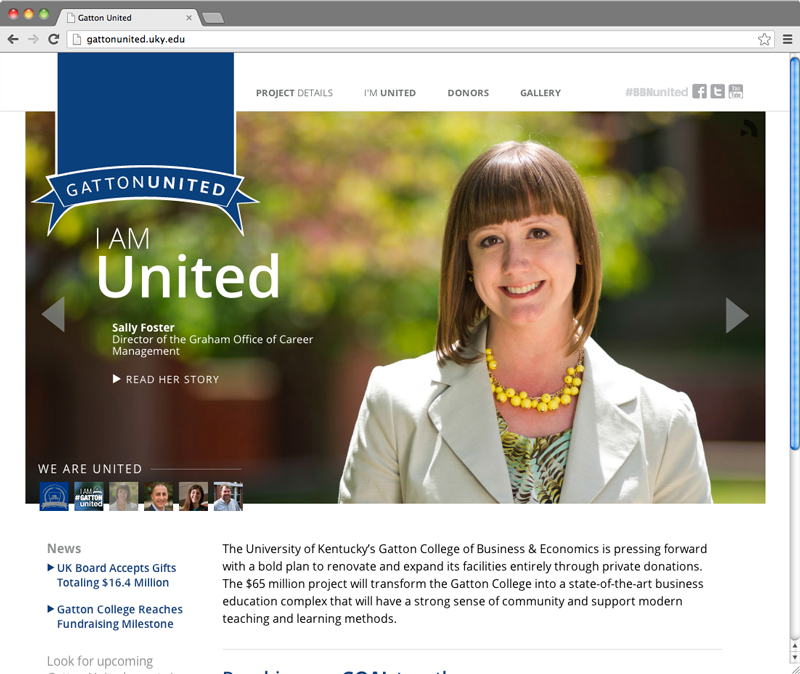 Gatton United
gattonunited.uky.edu
PROJECT DETAILS
I'M UNITED
DONORS
GALLERY
#BBNunited
You
Tube
GATTONUNITED
I AM
United
Sally Foster
Director of the Graham Office of Career
Management
READ HER STORY
WE ARE UNITED
I AM
#GATTON
united
News
UK Board Accepts Gifts
Totaling $16.4 Million
Gatton College Reaches
Fundraising Milestone
Look for upcoming
The University of Kentucky's Gatton College of Business & Economics is pressing forward
with a bold plan to renovate and expand its facilities entirely through private donations.
The $65 million project will transform the Gatton College into a state-of-the-art business
education complex that will have a strong sense of community and support modern
teaching and learning methods.